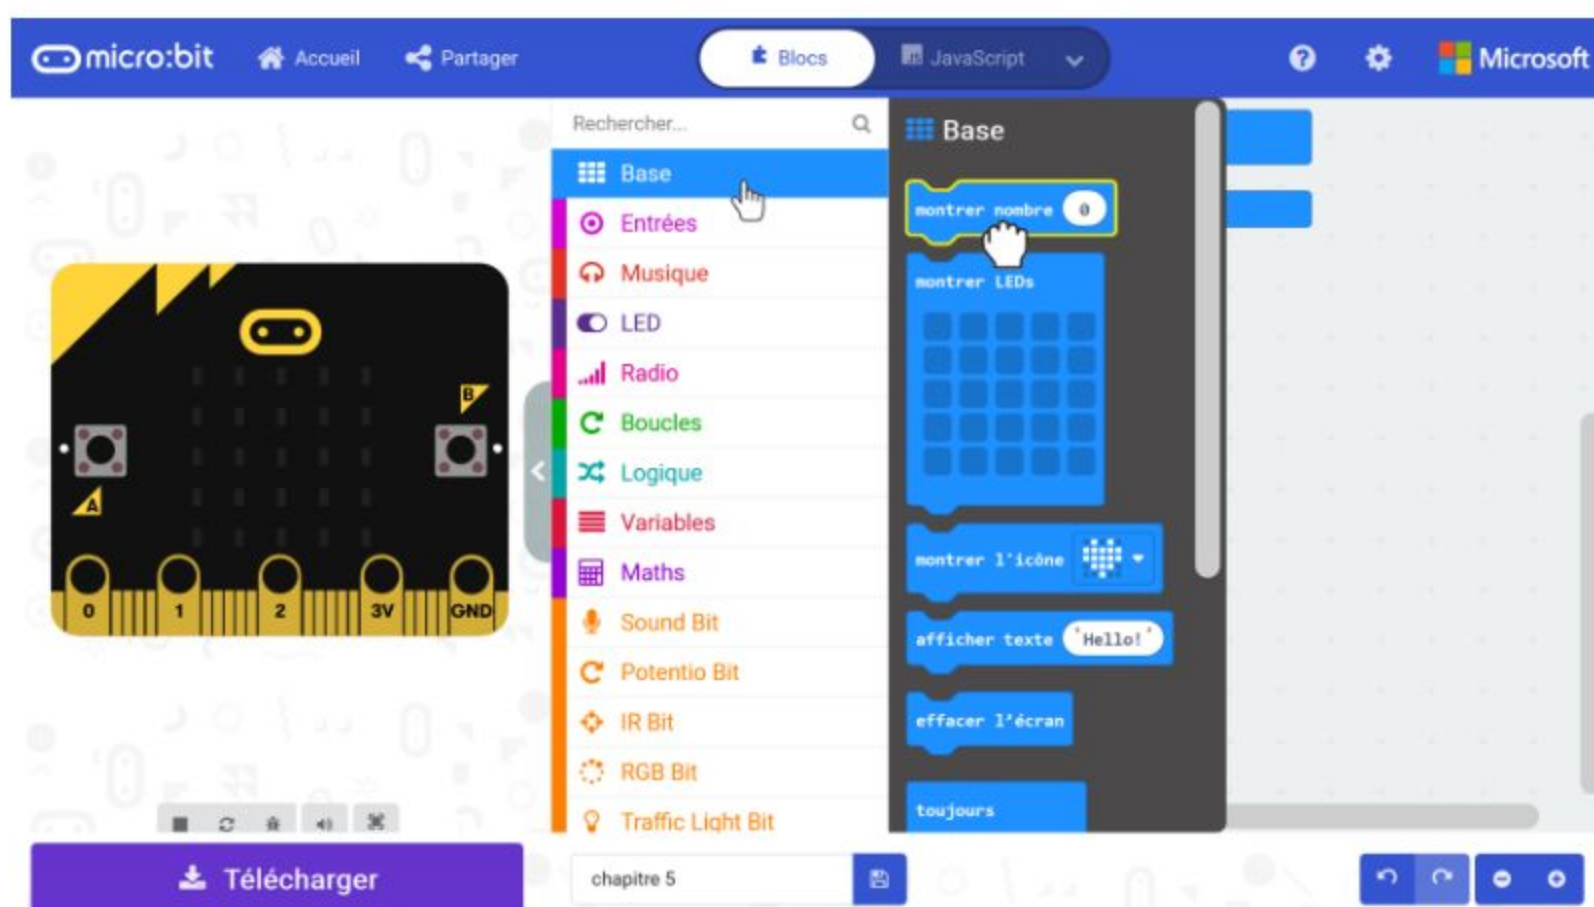 micro:bit Accueil Partager Blocs JavaScript Microsoft
Rechercher...
Base
Entrées
Musique
LED
Radio
Boucles
Logique
Variables
Maths
Sound Bit
Potentio Bit
IR Bit
RGB Bit
Traffic Light Bit
Base
montrer nombre 0
montrer LEDs
montrer l'icône
afficher texte "Hello!"
effacer l'écran
toujours
B
A
0 1 2 3V GND
Télécharger
chapitre 5